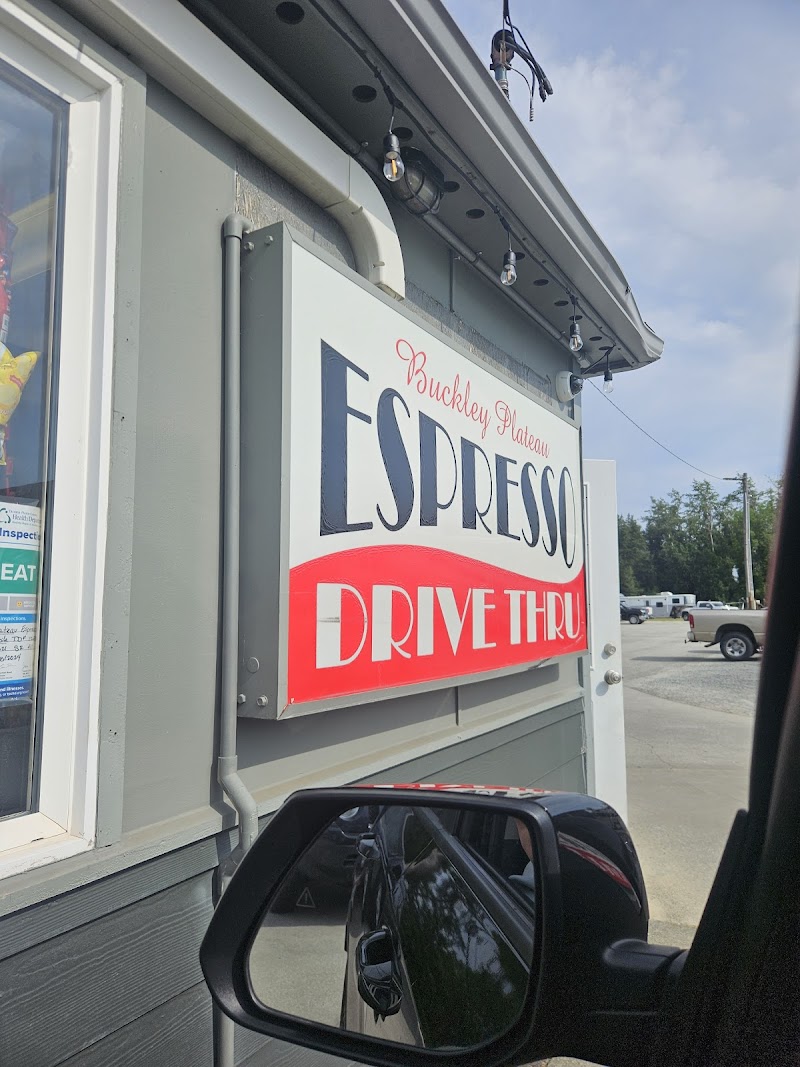 Buckley Plateau
ESPRESSO
DRIVE THRU
Inspect
EAT